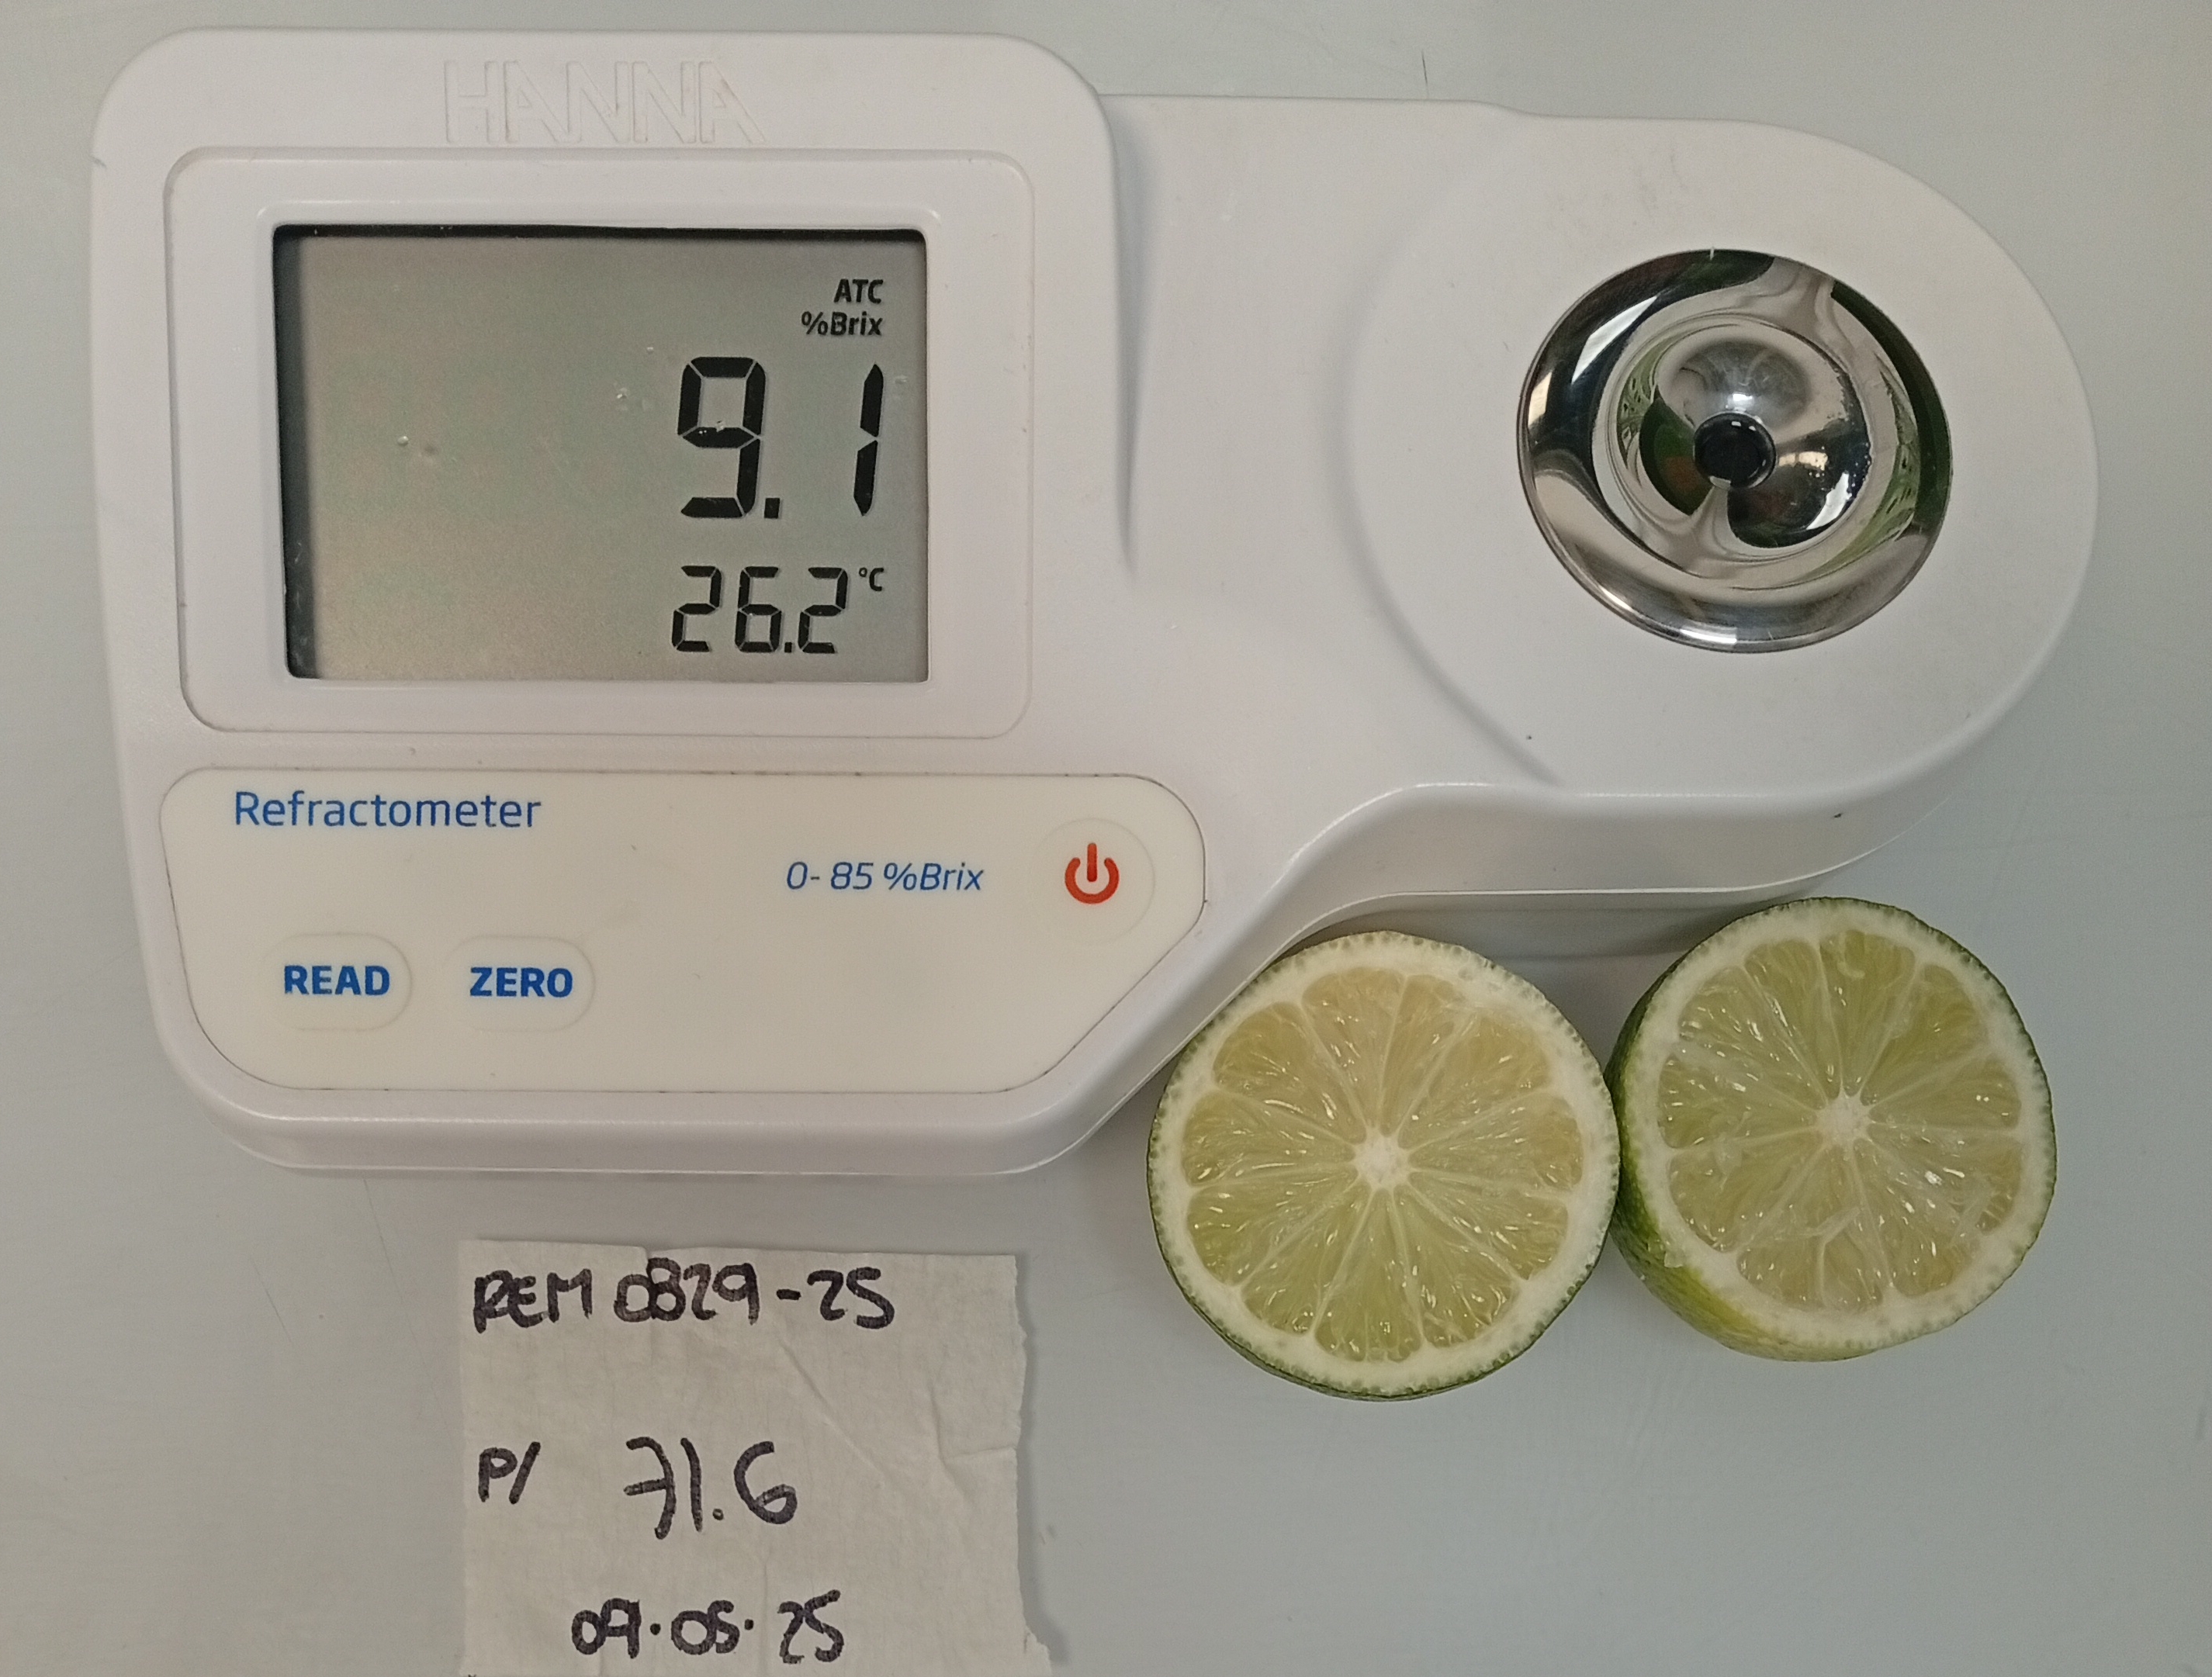 HANNA
ATC
%Brix
9.1
26.2 °C
Refractometer
0-85 %Brix
READ ZERO
REM 0829-25
P/ 71.6
09.05.25